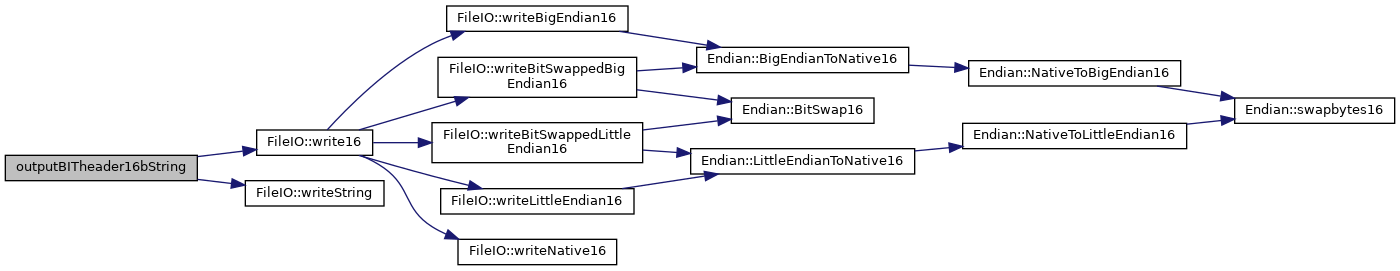 outputBITheader16bString
FileIO::write16
FileIO::writeString
FileIO::writeBigEndian16
FileIO::writeBitSwappedBig
Endian16
FileIO::writeBitSwappedLittle
Endian16
FileIO::writeLittleEndian16
FileIO::writeNative16
Endian::BigEndianToNative16
Endian::BitSwap16
Endian::LittleEndianToNative16
Endian::NativeToBigEndian16
Endian::NativeToLittleEndian16
Endian::swapbytes16